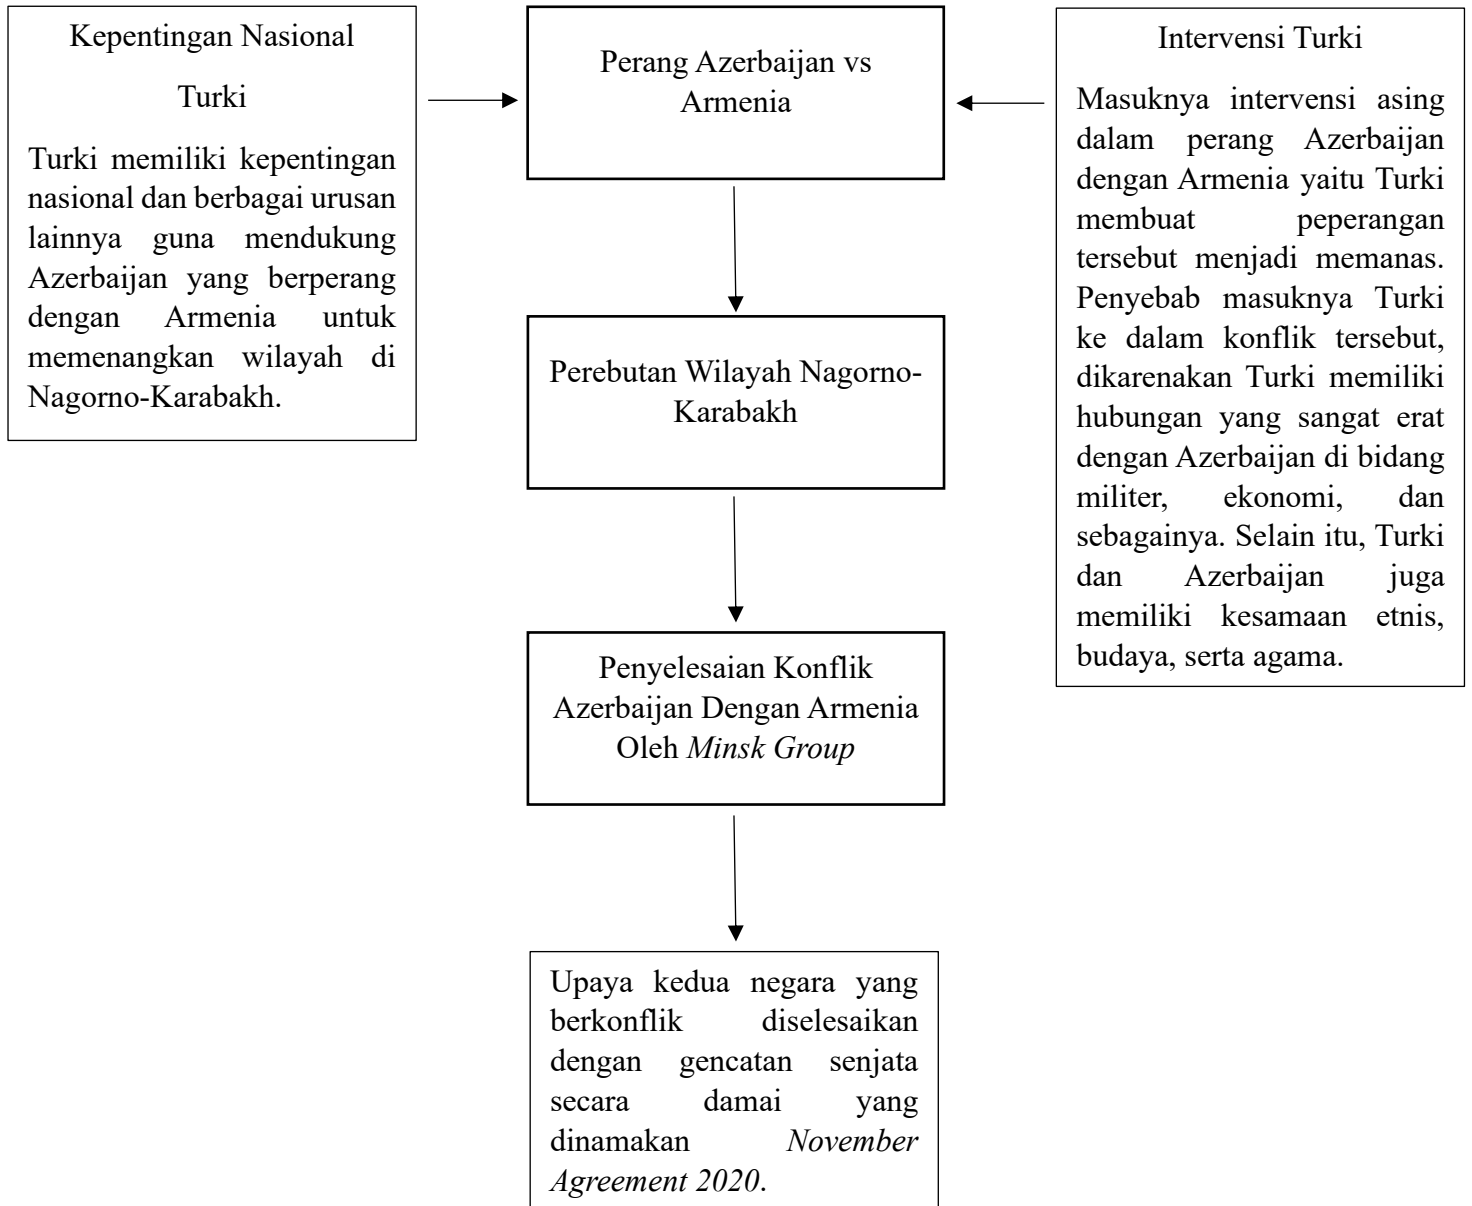 Kepentingan Nasional
Turki
Turki memiliki kepentingan
nasional dan berbagai urusan
lainnya guna mendukung
Azerbaijan yang berperang
dengan Armenia untuk
memenangkan wilayah di
Nagorno-Karabakh.
Perang Azerbaijan vs
Armenia
Intervensi Turki
Masuknya intervensi asing
dalam perang Azerbaijan
dengan Armenia yaitu Turki
membuat peperangan
tersebut menjadi memanas.
Penyebab masuknya Turki
ke dalam konflik tersebut,
dikarenakan Turki memiliki
hubungan yang sangat erat
dengan Azerbaijan di bidang
militer, ekonomi, dan
sebagainya. Selain itu, Turki
dan Azerbaijan juga
memiliki kesamaan etnis,
budaya, serta agama.
Perebutan Wilayah Nagorno-
Karabakh
Penyelesaian Konflik
Azerbaijan Dengan Armenia
Oleh Minsk Group
Upaya kedua negara yang
berkonflik diselesaikan
dengan gencatan senjata
secara damai yang
dinamakan November
Agreement 2020.